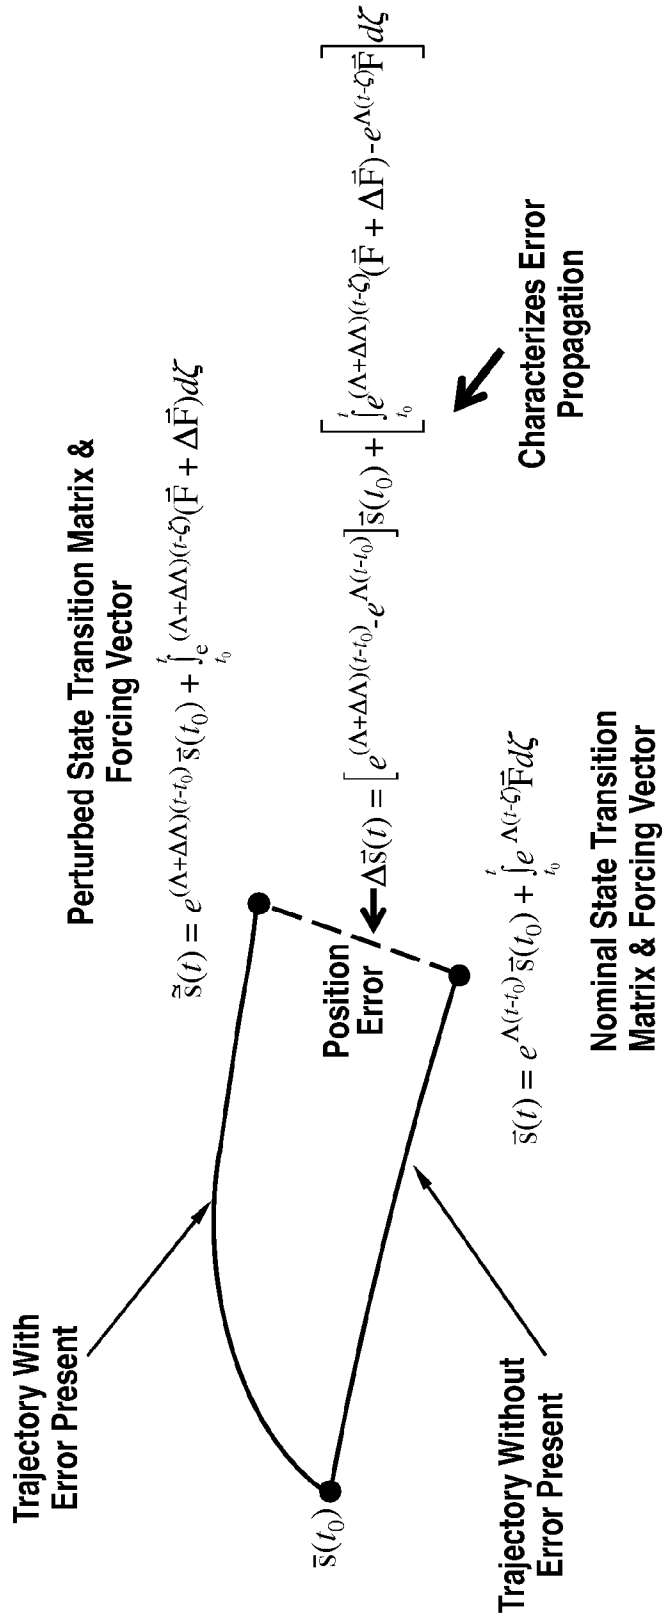 Trajectory With
Error Present
Perturbed State Transition Matrix &
Forcing Vector
s̃⃗(t) = e^{(Λ+ΔΛ)(t-t₀)} s̄(t₀) + ∫_{t₀}^{t} e^{(Λ+ΔΛ)(t-ζ)}(F̄ + ΔF̄)dζ
s̄(t₀)
Position
Error
Δs̄(t) = [e^{(Λ+ΔΛ)(t-t₀)} - e^{Λ(t-t₀)}] s̄(t₀) + [∫_{t₀}^{t} e^{(Λ+ΔΛ)(t-ζ)}(F̄ + ΔF̄) - e^{Λ(t-ζ)}F̄] dζ
Characterizes Error
Propagation
s̄(t) = e^{Λ(t-t₀)} s̄(t₀) + ∫_{t₀}^{t} e^{Λ(t-ζ)}F̄dζ
Trajectory Without
Error Present
Nominal State Transition
Matrix & Forcing Vector